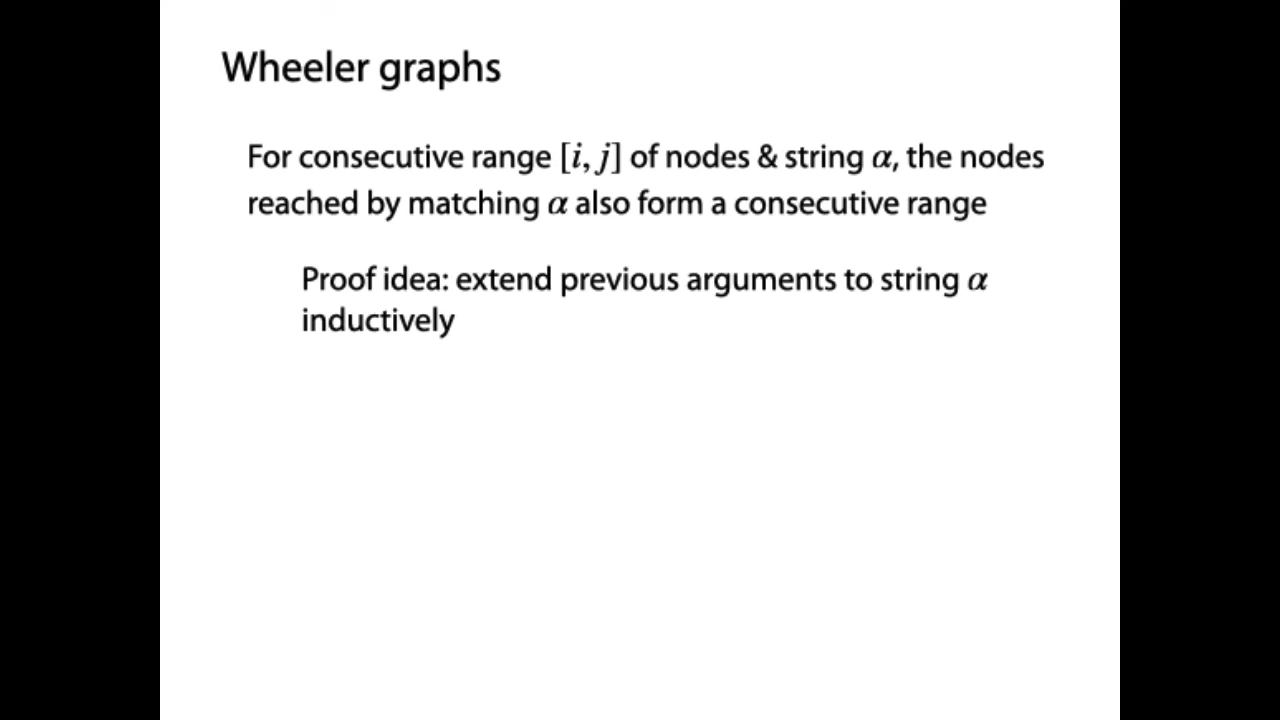 Wheeler graphs
For consecutive range [i, j] of nodes & string α, the nodes
reached by matching α also form a consecutive range
Proof idea: extend previous arguments to string α
inductively